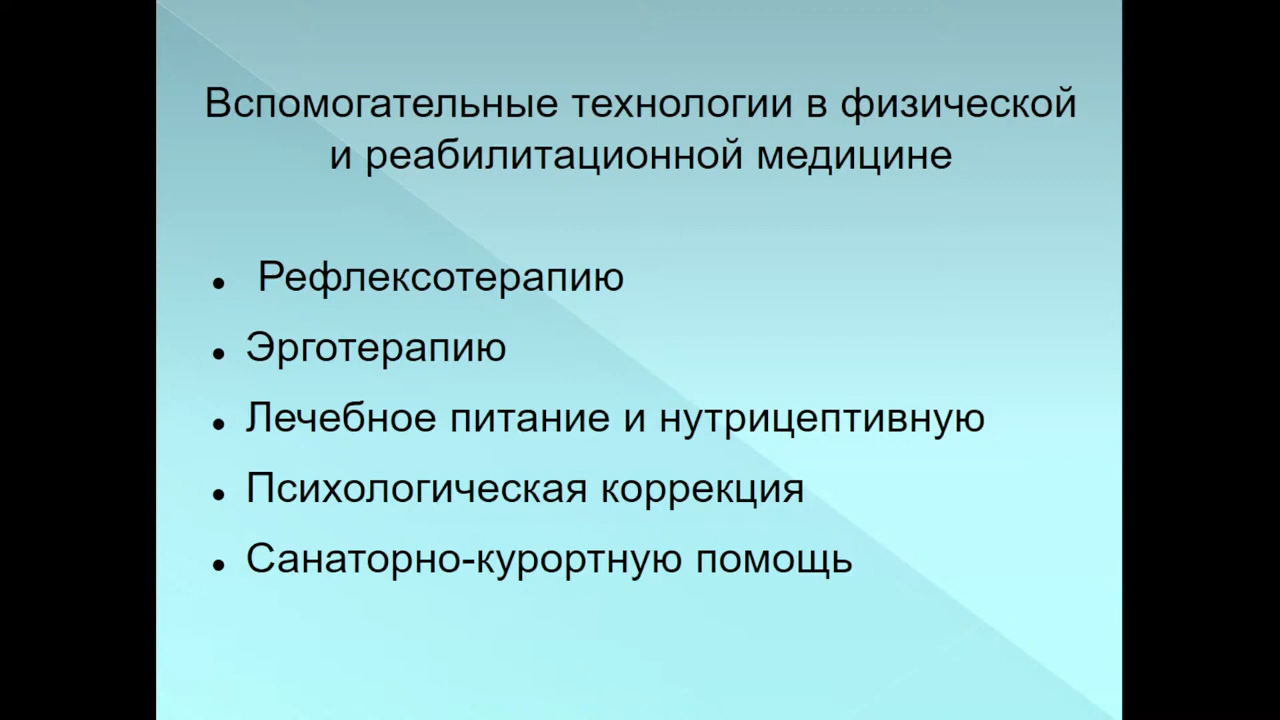 Вспомогательные технологии в физической
и реабилитационной медицине
• Рефлексотерапию
• Эрготерапию
• Лечебное питание и нутрицептивную
• Психологическая коррекция
• Санаторно-курортную помощь